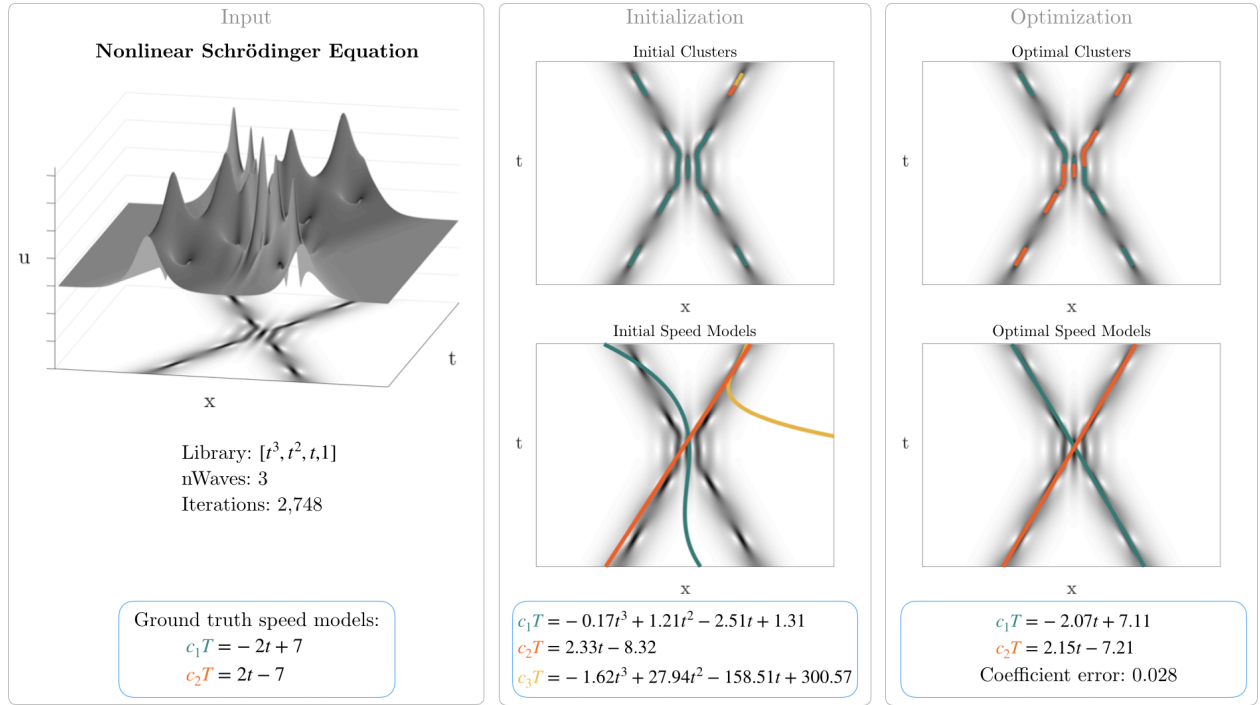 Input
Nonlinear Schrödinger Equation
u
t
x
Library: [t³, t², t,1]
nWaves: 3
Iterations: 2,748
Ground truth speed models:
c₁T = − 2t + 7
c₂T = 2t − 7
Initialization
Initial Clusters
t
x
Initial Speed Models
t
x
c₁T = − 0.17t³ + 1.21t² − 2.51t + 1.31
c₂T = 2.33t − 8.32
c₃T = − 1.62t³ + 27.94t² − 158.51t + 300.57
Optimization
Optimal Clusters
t
x
Optimal Speed Models
t
x
c₁T = − 2.07t + 7.11
c₂T = 2.15t − 7.21
Coefficient error: 0.028